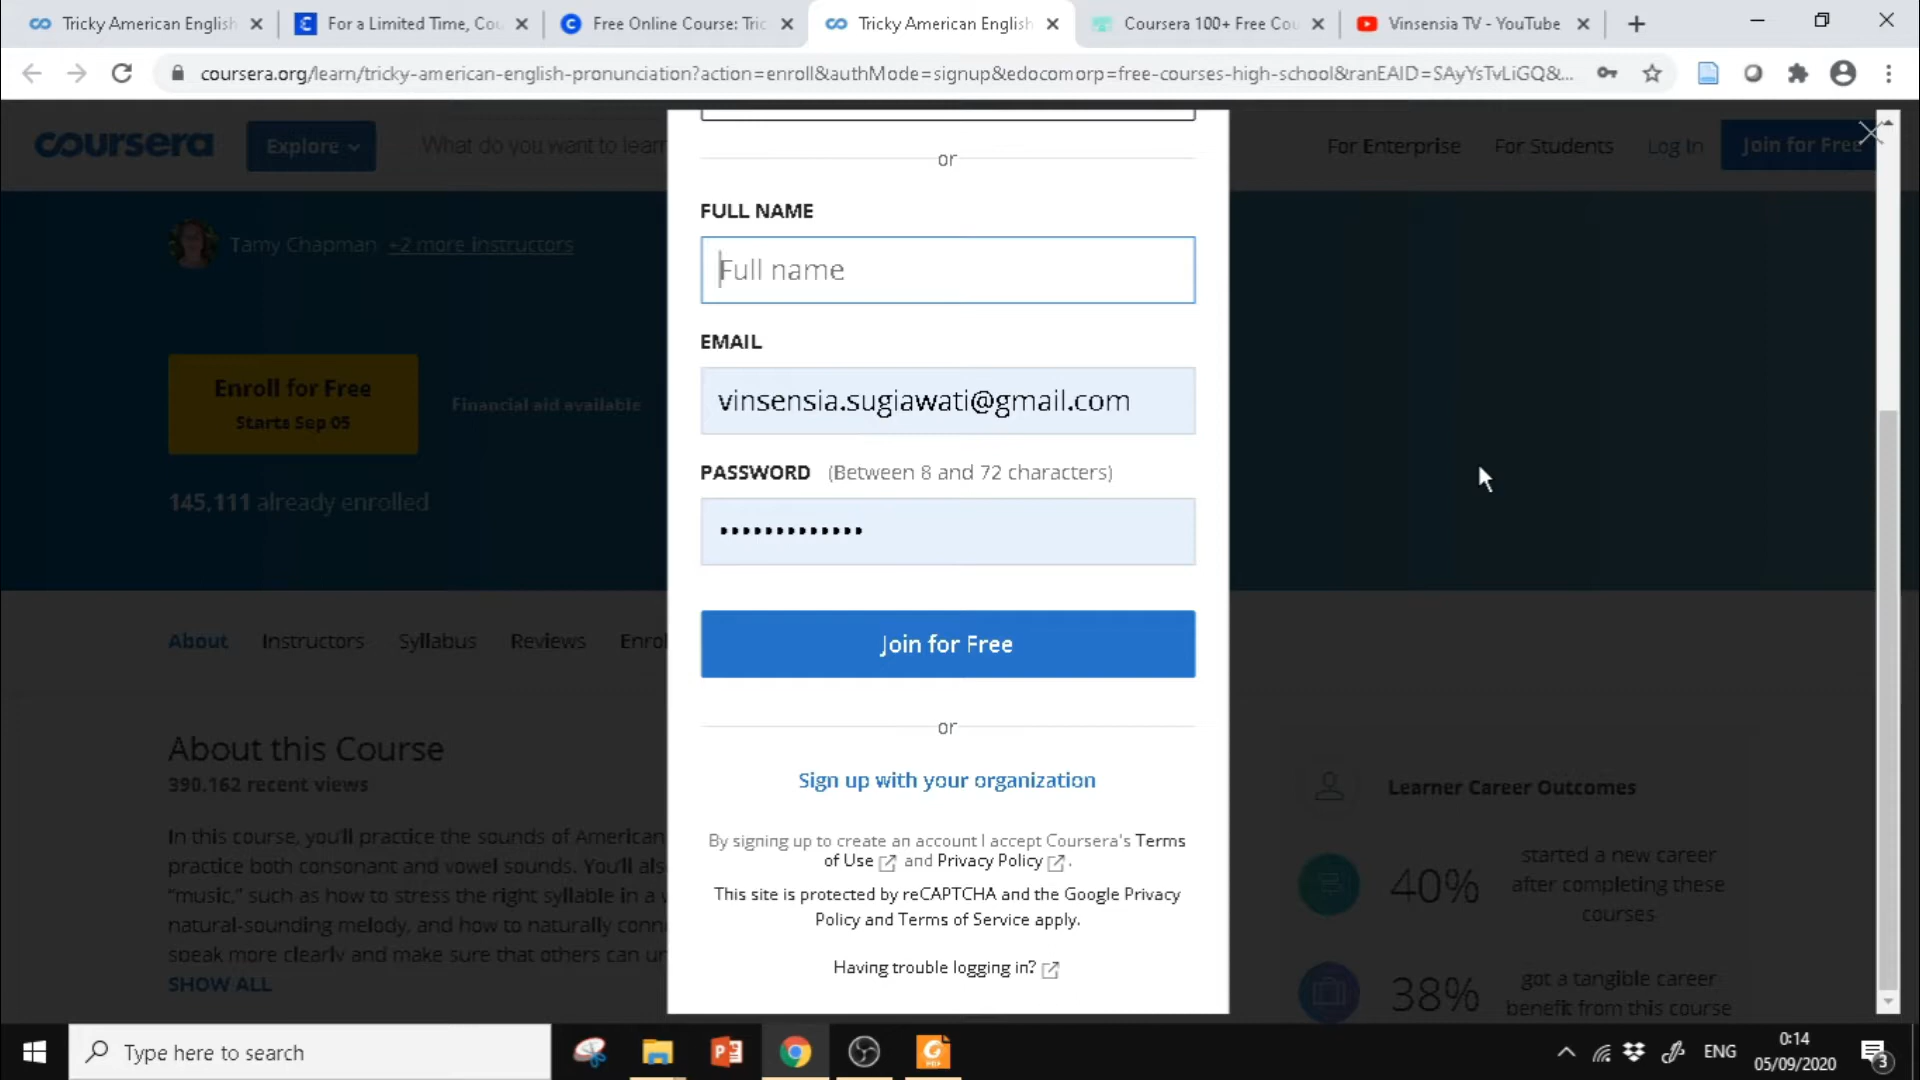 Tricky American English
For a Limited Time, Co
Free Online Course: Tric
Tricky American English
Coursera 100+ Free Cou
Vinsensia TV - YouTube
coursera.org/learn/tricky-american-english-pronunciation?action=enroll&authMode=signup&edocomorp=free-courses-high-school&ranEAID=SAyYsTvLiGQ&...
coursera
Explore
What do you want to lear
For Enterprise
For Students
Log In
Join for Free
or
Tamy Chapman +2 more instructors
FULL NAME
Full name
EMAIL
vinsensia.sugiawati@gmail.com
Enroll for Free
Starts Sep 05
Financial aid available
PASSWORD (Between 8 and 72 characters)
•••••••••••••
145,111 already enrolled
Join for Free
About
Instructors
Syllabus
Reviews
Enrol
or
Sign up with your organization
About this Course
390,162 recent views
In this course, you'll practice the sounds of American
practice both consonant and vowel sounds. You'll als
"music," such as how to stress the right syllable in a w
natural-sounding melody, and how to naturally conn
speak more clearly and make sure that others can un
SHOW ALL
By signing up to create an account I accept Coursera's Terms
of Use and Privacy Policy .
This site is protected by reCAPTCHA and the Google Privacy
Policy and Terms of Service apply.
Having trouble logging in?
Learner Career Outcomes
40%
started a new career
after completing these
courses
38%
got a tangible career
benefit from this course
Type here to search
ENG
0:14
05/09/2020
3